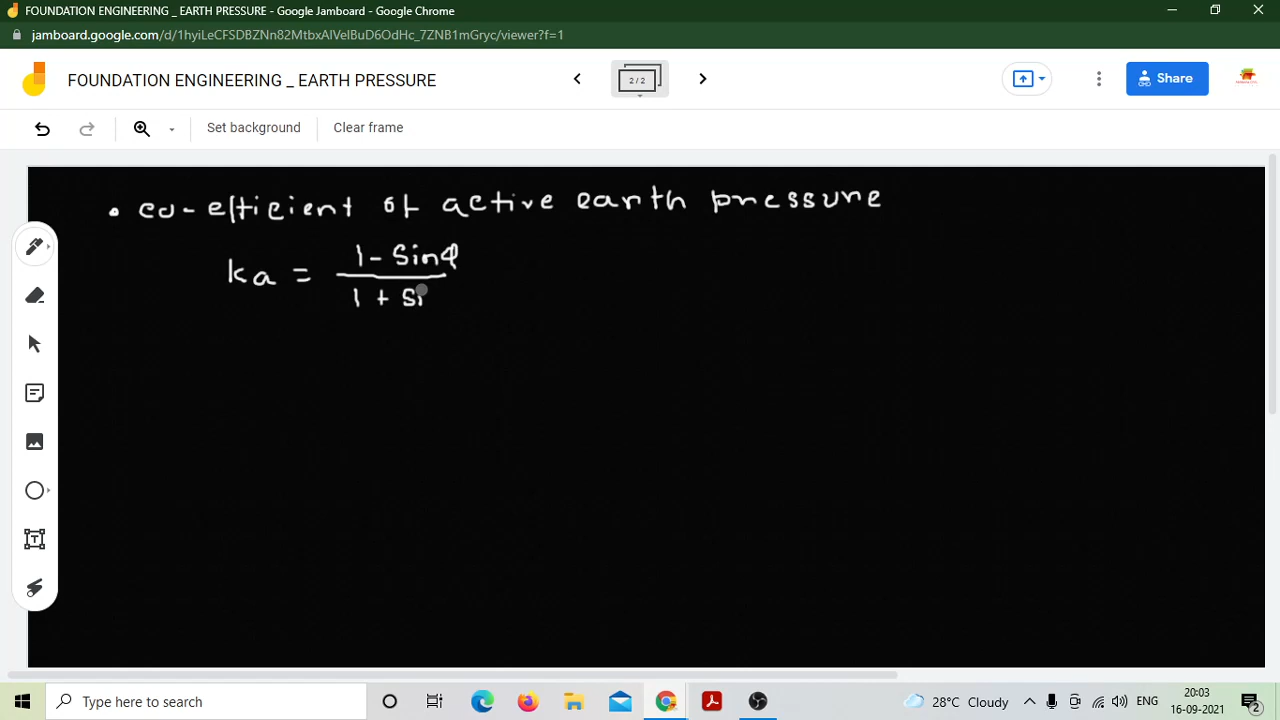 FOUNDATION ENGINEERING _ EARTH PRESSURE - Google Jamboard - Google Chrome
jamboard.google.com/d/1hyiLeCFSDBZNn82MtbxAlVelBuD6OdHc_7ZNB1mGryc/viewer?f=1
FOUNDATION ENGINEERING _ EARTH PRESSURE
2 / 2
Share
Set background
Clear frame
• co-efficient of active earth pressure
ka = 1 - Sinφ
1 + Si
Type here to search
28°C Cloudy
ENG
20:03
16-09-2021
2